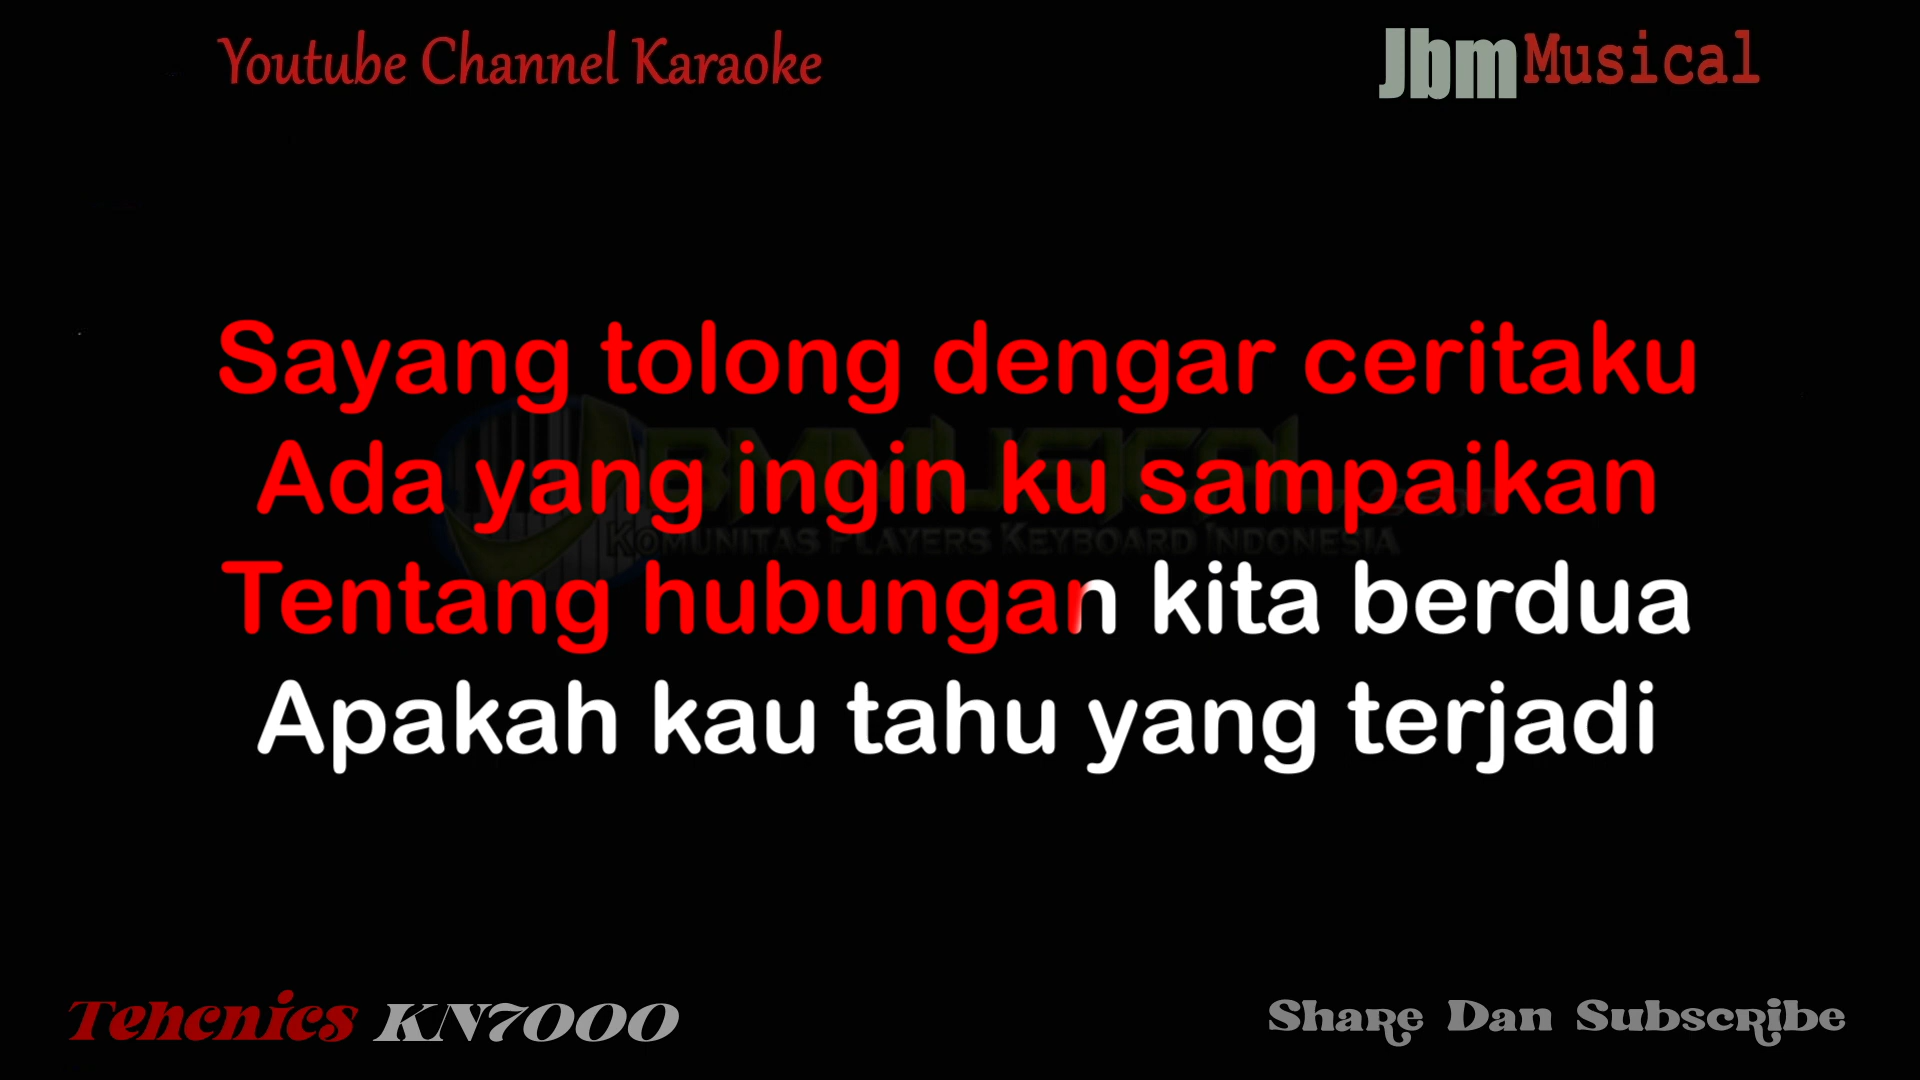 Youtube Channel Karaoke
JbmMusical
Sayang tolong dengar ceritaku
Ada yang ingin ku sampaikan
Komunitas Players Keyboard Indonesia
Tentang hubungan kita berdua
Apakah kau tahu yang terjadi
Tehcnics KN7000
Share Dan Subscribe